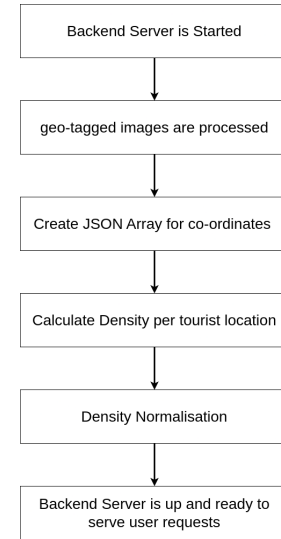 Backend Server is Started
geo-tagged images are processed
Create JSON Array for co-ordinates
Calculate Density per tourist location
Density Normalisation
Backend Server is up and ready to
serve user requests